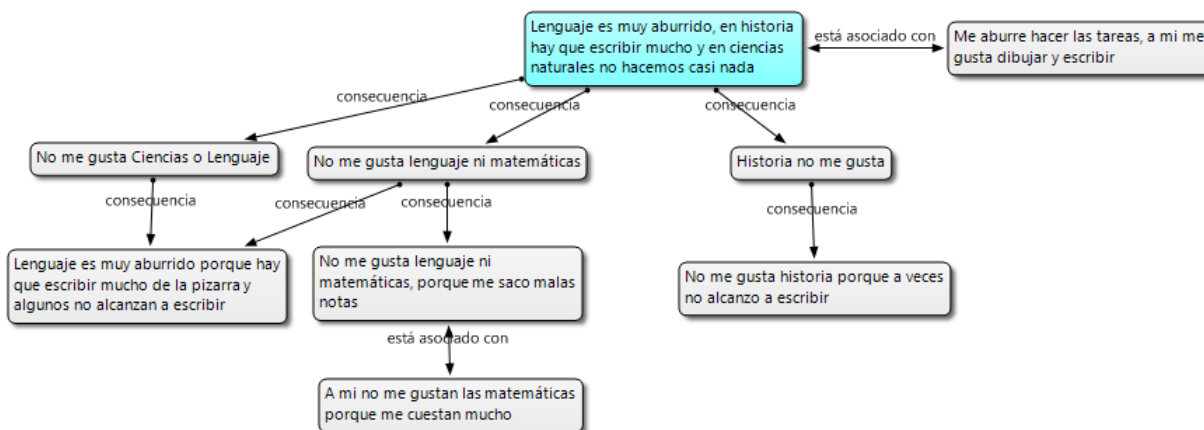 Lenguaje es muy aburrido, en historia
hay que escribir mucho y en ciencias
naturales no hacemos casi nada
está asociado con
Me aburre hacer las tareas, a mi me
gusta dibujar y escribir
consecuencia
consecuencia
consecuencia
No me gusta Ciencias o Lenguaje
No me gusta lenguaje ni matemáticas
Historia no me gusta
consecuencia
consecuencia
consecuencia
consecuencia
Lenguaje es muy aburrido porque hay
que escribir mucho de la pizarra y
algunos no alcanzan a escribir
No me gusta lenguaje ni
matemáticas, porque me saco malas
notas
No me gusta historia porque a veces
no alcanzo a escribir
está asociado con
A mi no me gustan las matemáticas
porque me cuestan mucho